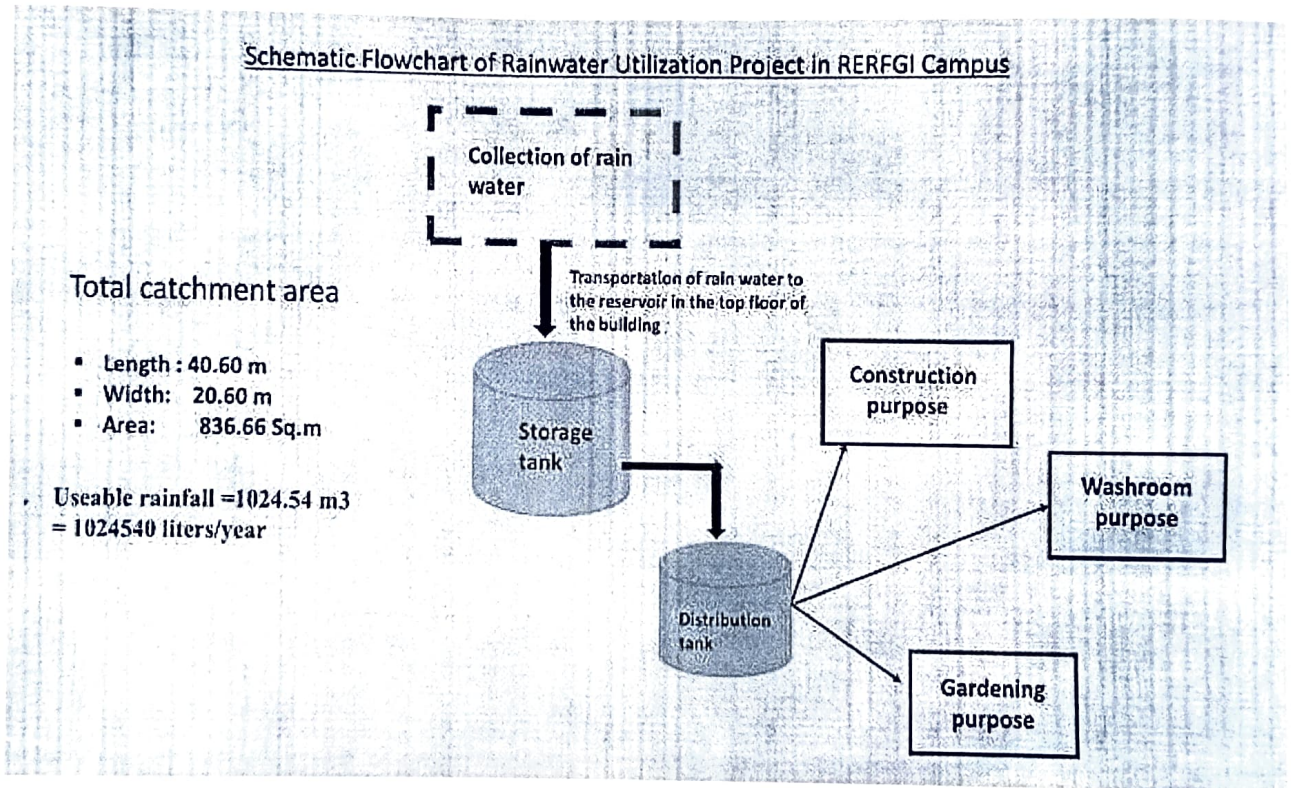 Schematic Flowchart of Rainwater Utilization Project in RERFGI Campus
Collection of rain
water
Transportation of rain water to
the reservoir in the top floor of
the building
Total catchment area
▪ Length : 40.60 m
▪ Width: 20.60 m
▪ Area: 836.66 Sq.m
Useable rainfall =1024.54 m3
= 1024540 liters/year
Storage
tank
Distribution
tank
Construction
purpose
Washroom
purpose
Gardening
purpose